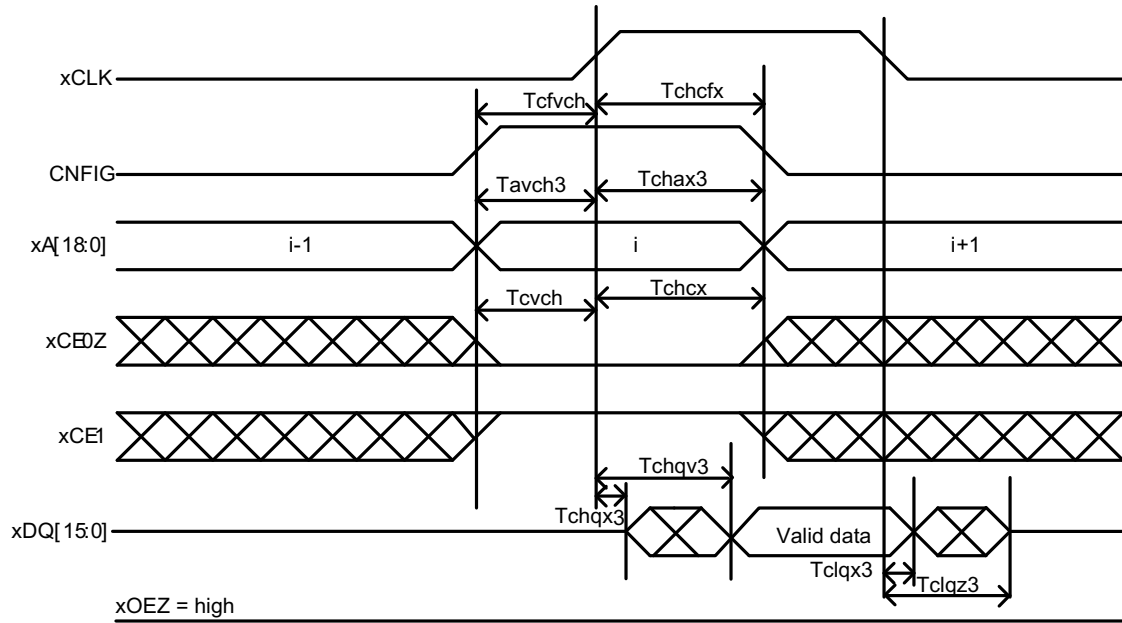 xCLK
Tcfvch
Tchcfx
CNFIG
Tavch3
Tchax3
xA[18:0]
i-1
i
i+1
Tcvch
Tchcx
xCE0Z
xCE1
Tchqv3
Tchqx3
xDQ[15:0]
Valid data
Tclqx3
Tclqz3
xOEZ = high